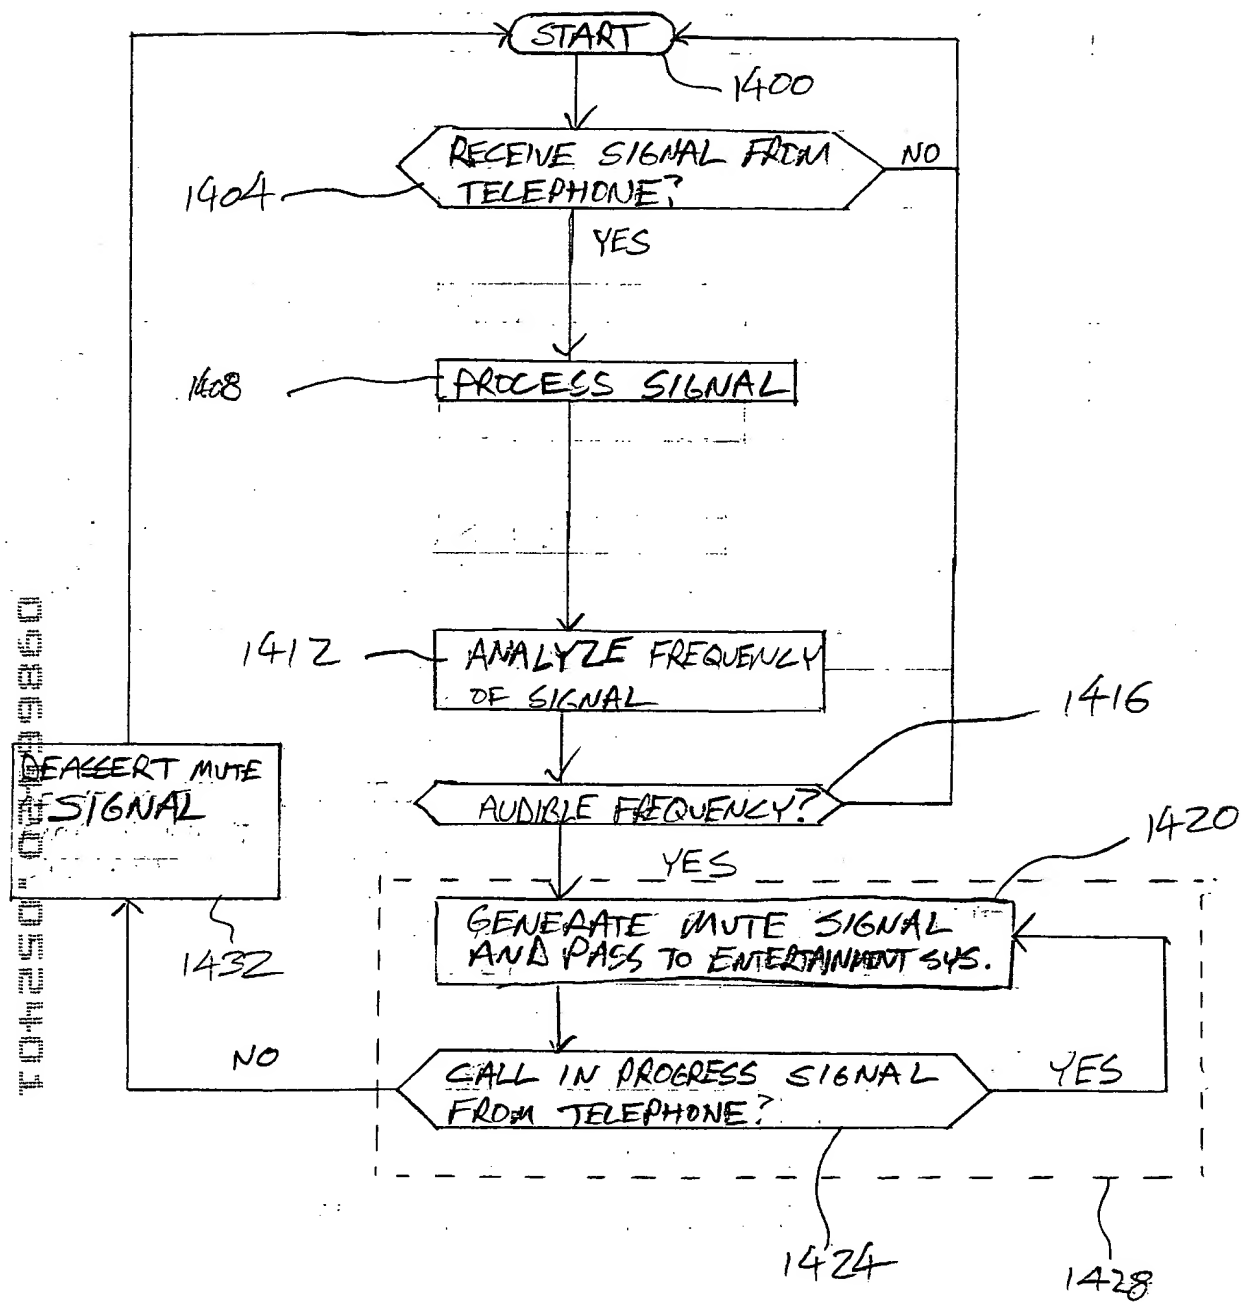 START
1400
RECEIVE SIGNAL FROM
TELEPHONE?
NO
1404
YES
PROCESS SIGNAL
1408
1412
ANALYZE FREQUENCY
OF SIGNAL
1416
AUDIBLE FREQUENCY?
DEASSERT MUTE
SIGNAL
1432
YES
1420
GENERATE MUTE SIGNAL
AND PASS TO ENTERTAINMENT SYS.
NO
CALL IN PROGRESS SIGNAL
FROM TELEPHONE?
YES
1424
1428